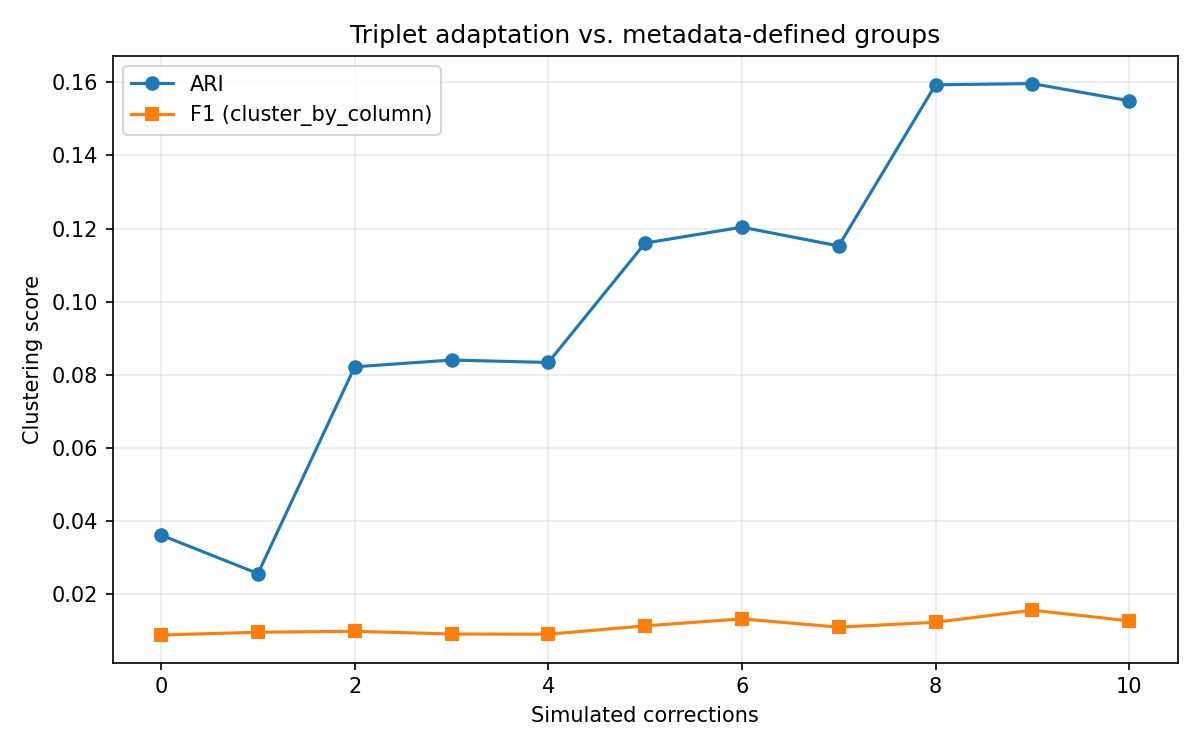 Triplet adaptation vs. metadata-defined groups
ARI
F1 (cluster_by_column)
Clustering score
0.16
0.14
0.12
0.10
0.08
0.06
0.04
0.02
0 2 4 6 8 10
Simulated corrections